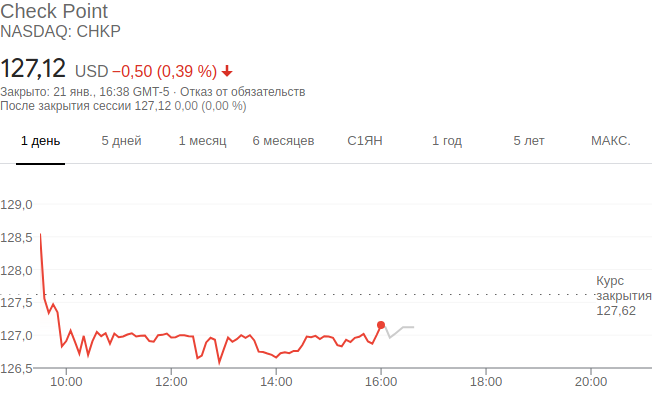 Check Point
NASDAQ: CHKP
127,12 USD −0,50 (0,39 %)
Закрыто: 21 янв., 16:38 GMT-5 · Отказ от обязательств
После закрытия сессии 127,12 0,00 (0,00 %)
1 день 5 дней 1 месяц 6 месяцев С1ЯН 1 год 5 лет МАКС.
129,0
128,5
128,0
Курс
закрытия
127,62
127,5
127,0
126,5
10:00 12:00 14:00 16:00 18:00 20:00